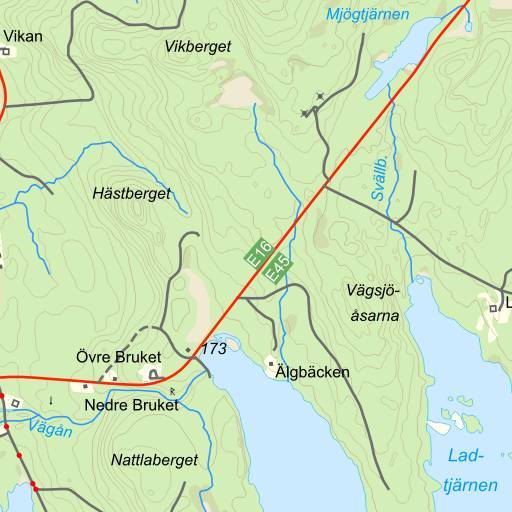 Mjögtjärnen
Vikan
Vikberget
Svällb.
Hästberget
E16
E45
Vägsjö-
åsarna
L
173
Övre Bruket
Älgbäcken
Nedre Bruket
Vägån
Nattlaberget
Lad-
tjärnen